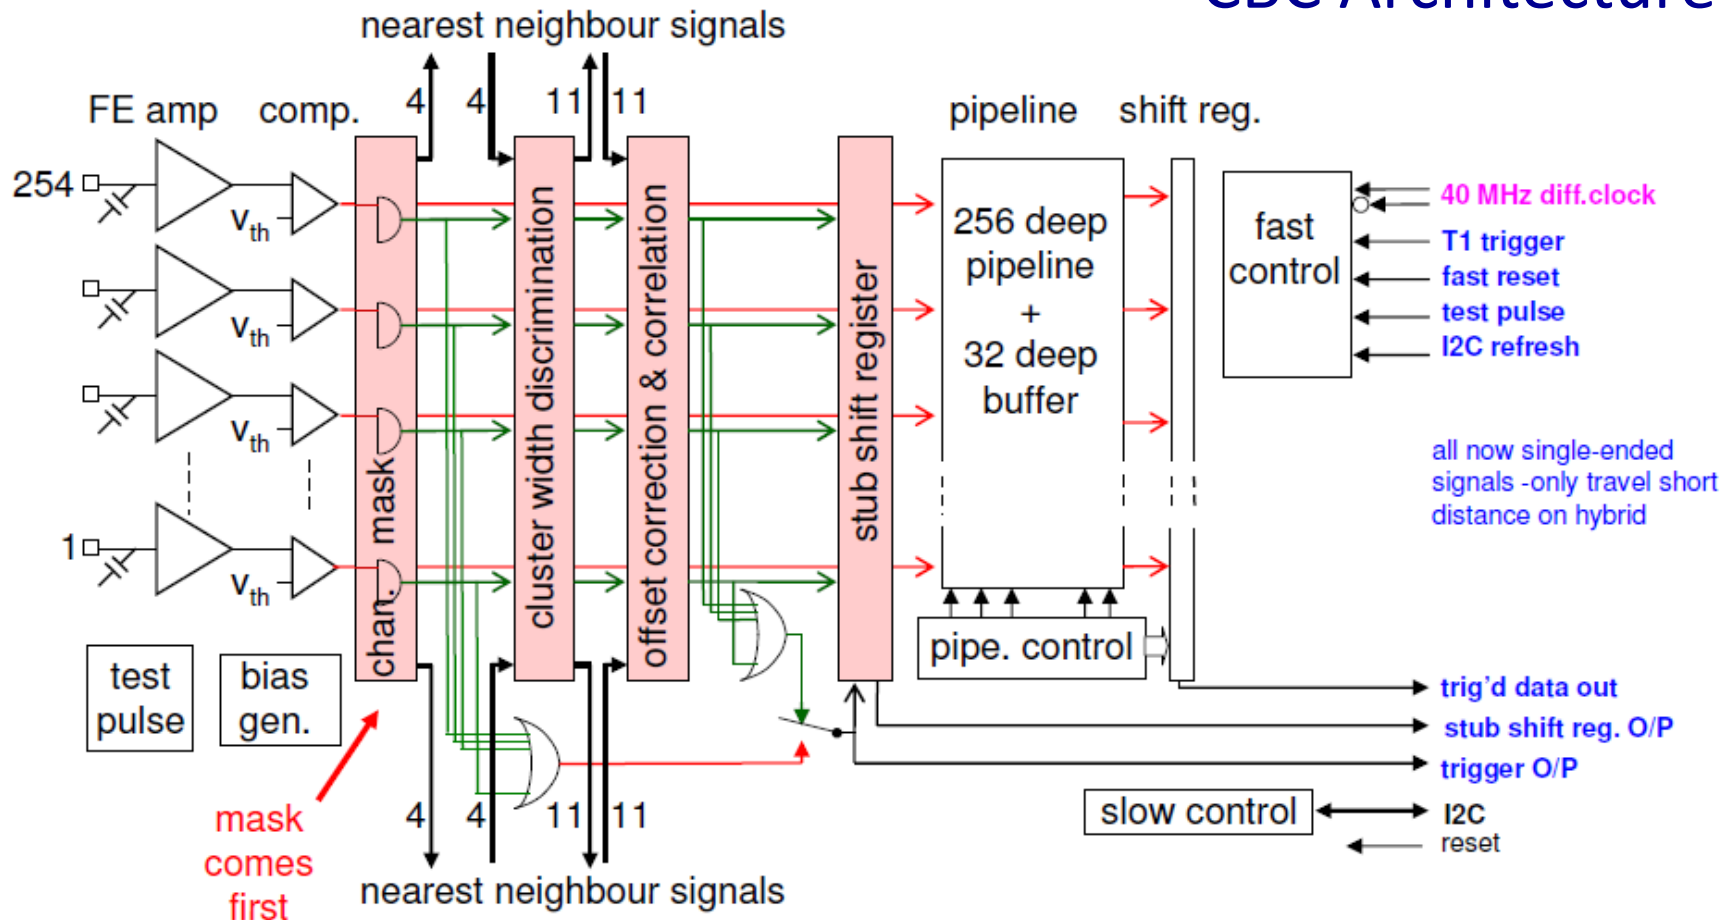 CBC Architecture
nearest neighbour signals
4 4 11 11
FE amp comp. pipeline shift reg.
254
Vth
Vth
Vth
1
Vth
chan. mask
cluster width discrimination
offset correction & correlation
stub shift register
256 deep
pipeline
+
32 deep
buffer
fast
control
40 MHz diff.clock
T1 trigger
fast reset
test pulse
I2C refresh
all now single-ended
signals -only travel short
distance on hybrid
pipe. control
test
pulse
bias
gen.
trig'd data out
stub shift reg. O/P
trigger O/P
slow control
I2C
reset
mask
comes
first
4 4 11 11
nearest neighbour signals